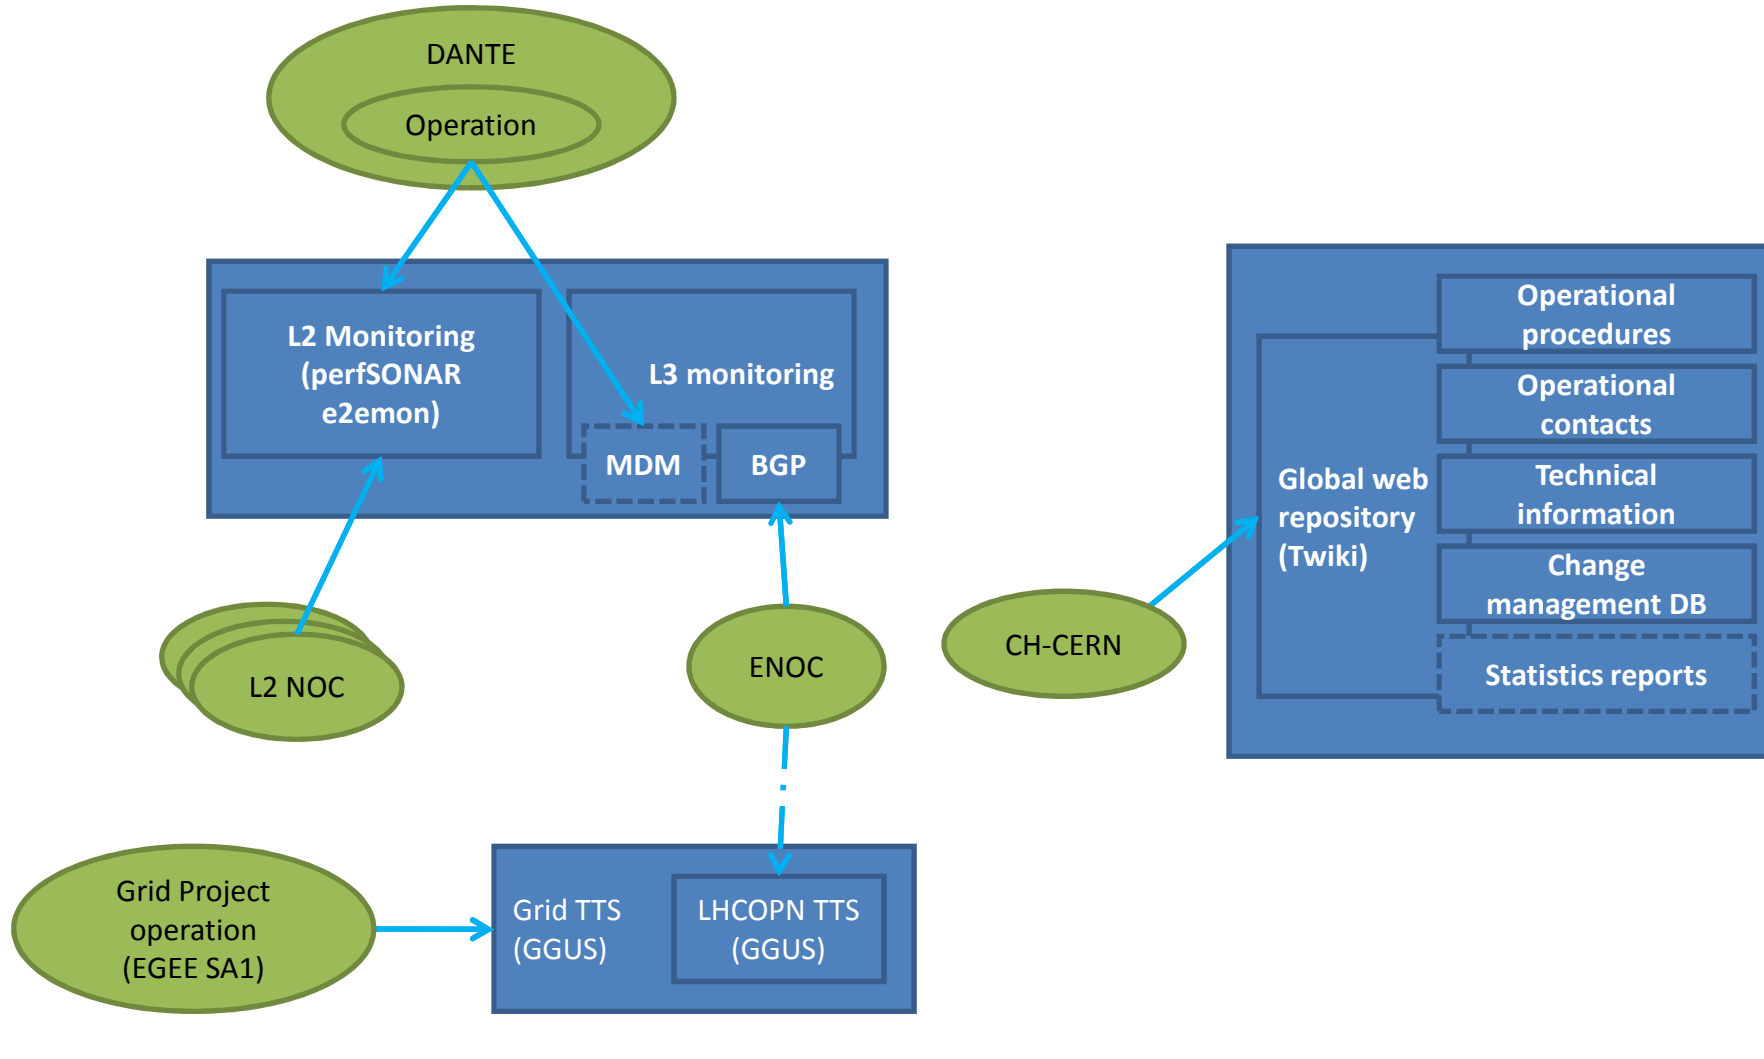 DANTE
Operation
L2 Monitoring
(perfSONAR
e2emon)
L3 monitoring
MDM
BGP
L2 NOC
ENOC
Grid Project
operation
(EGEE SA1)
Grid TTS
(GGUS)
LHCOPN TTS
(GGUS)
CH-CERN
Global web
repository
(Twiki)
Operational
procedures
Operational
contacts
Technical
information
Change
management DB
Statistics reports